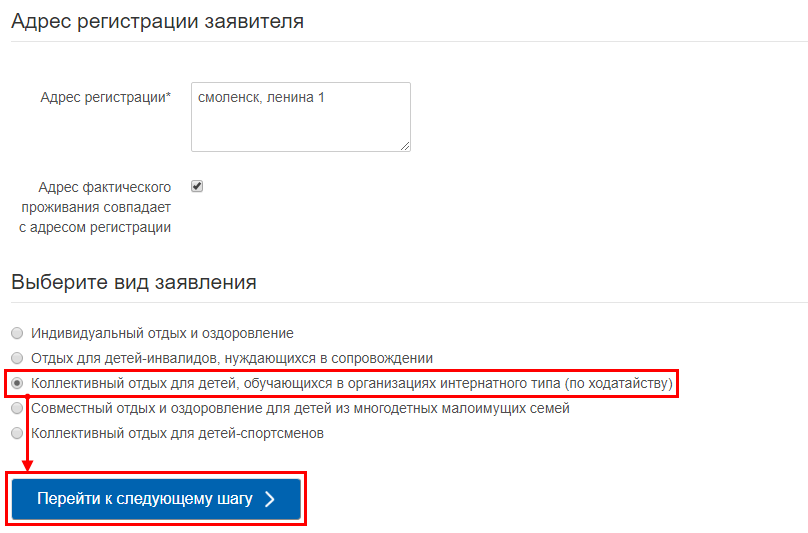 Адрес регистрации заявителя
Адрес регистрации*
смоленск, ленина 1
Адрес фактического
проживания совпадает
с адресом регистрации
Выберите вид заявления
Индивидуальный отдых и оздоровление
Отдых для детей-инвалидов, нуждающихся в сопровождении
Коллективный отдых для детей, обучающихся в организациях интернатного типа (по ходатайству)
Совместный отдых и оздоровление для детей из многодетных малоимущих семей
Коллективный отдых для детей-спортсменов
Перейти к следующему шагу